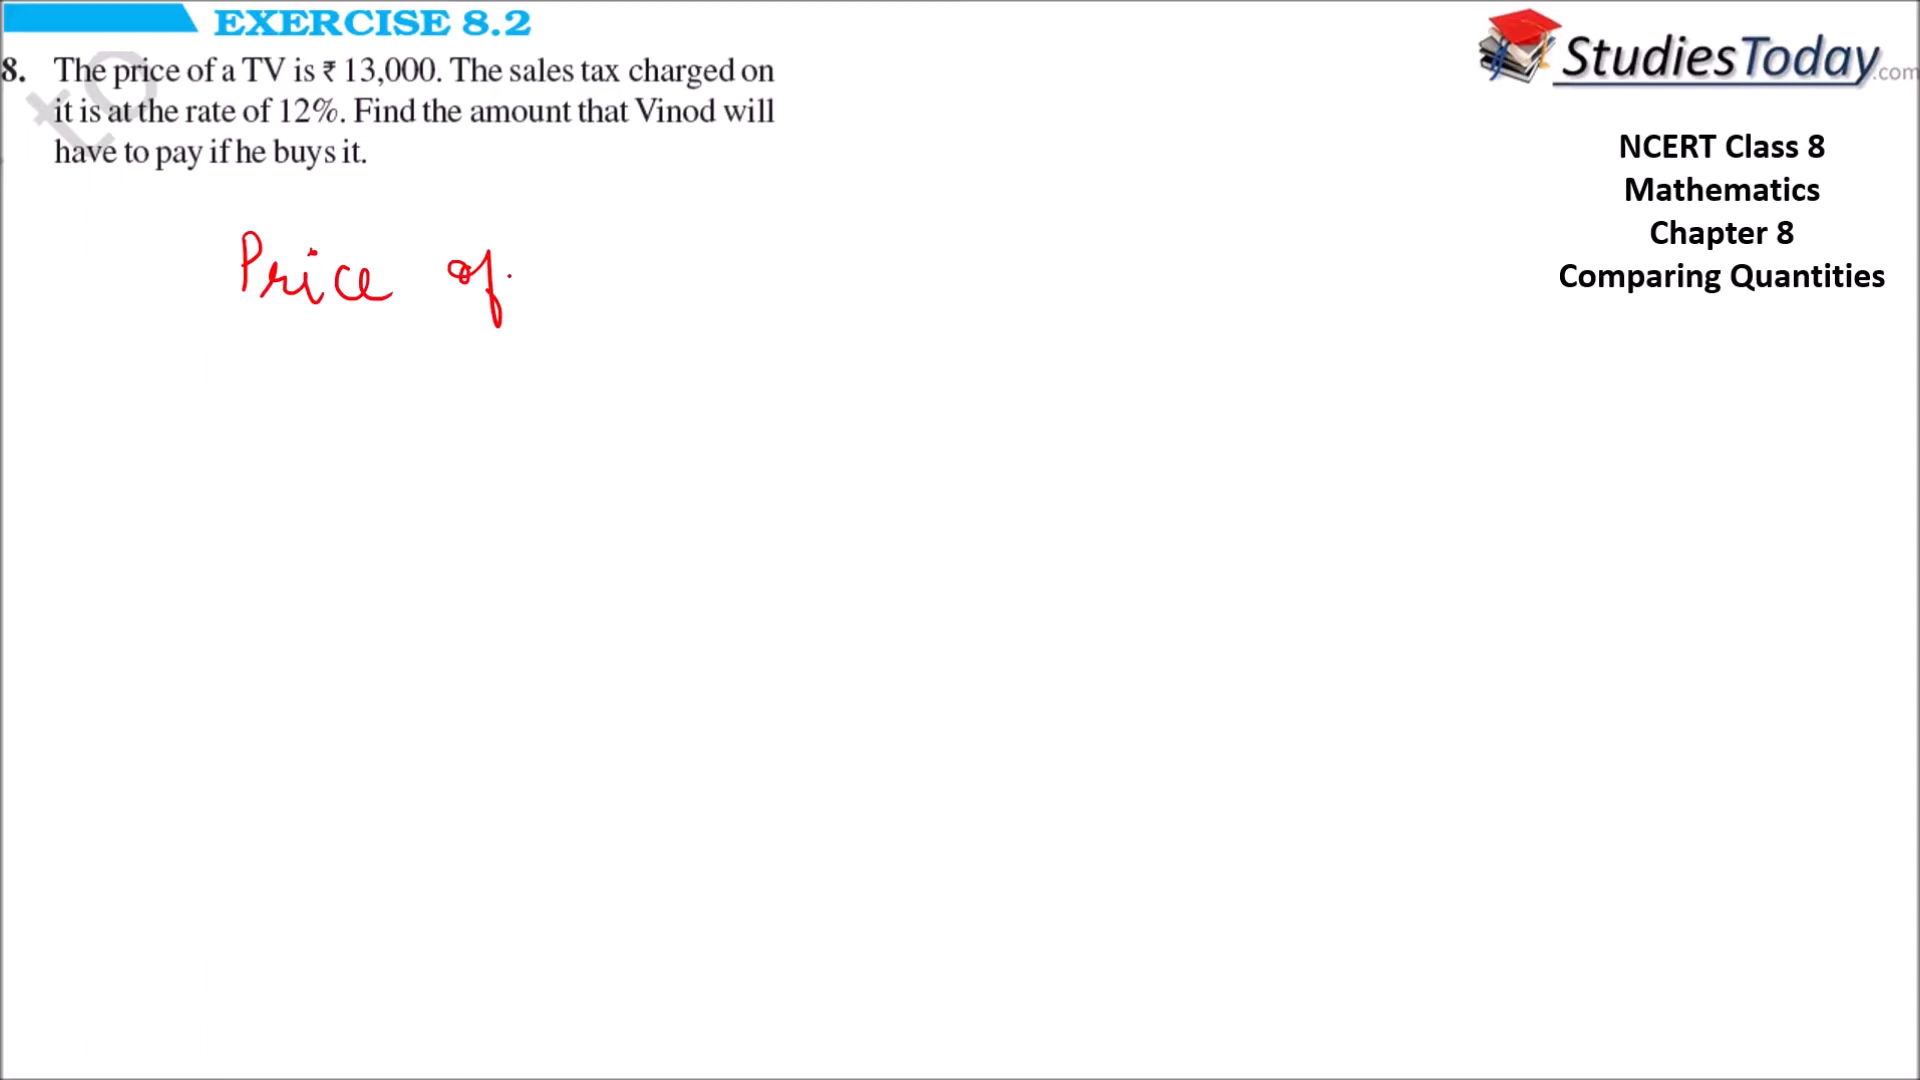 EXERCISE 8.2
8. The price of a TV is ₹ 13,000. The sales tax charged on
it is at the rate of 12%. Find the amount that Vinod will
have to pay if he buys it.
to
Price of
StudiesToday.com
NCERT Class 8
Mathematics
Chapter 8
Comparing Quantities